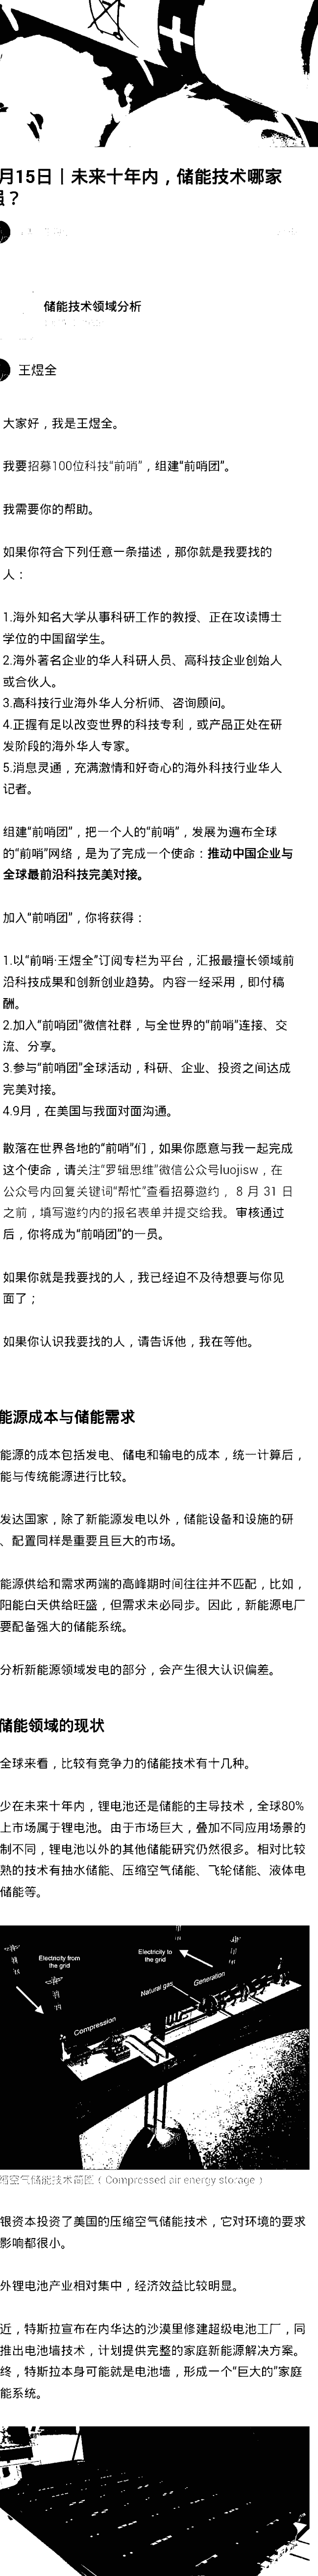 月15日丨未来十年内，储能技术哪家
强？
储能技术领域分析
王煜全
大家好，我是王煜全。
我要招募100位科技“前哨”，组建“前哨团”。
我需要你的帮助。
如果你符合下列任意一条描述，那你就是我要找的
人：
1.海外知名大学从事科研工作的教授、正在攻读博士
学位的中国留学生。
2.海外著名企业的华人科研人员、高科技企业创始人
或合伙人。
3.高科技行业海外华人分析师、咨询顾问。
4.正握有足以改变世界的科技专利，或产品正处在研
发阶段的海外华人专家。
5.消息灵通，充满激情和好奇心的海外科技行业华人
记者。
组建“前哨团”，把一个人的“前哨”，发展为遍布全球
的“前哨”网络，是为了完成一个使命：推动中国企业与
全球最前沿科技完美对接。
加入“前哨团”，你将获得：
1.以“前哨·王煜全”订阅专栏为平台，汇报最擅长领域前
沿科技成果和创新创业趋势。内容一经采用，即付稿
酬。
2.加入“前哨团”微信社群，与全世界的“前哨”连接、交
流、分享。
3.参与“前哨团”全球活动，科研、企业、投资之间达成
完美对接。
4.9月，在美国与我面对面沟通。
散落在世界各地的“前哨”们，如果你愿意与我一起完成
这个使命，请关注“罗辑思维”微信公众号luojisw，在
公众号内回复关键词“帮忙”查看招募邀约， 8 月 31 日
之前，填写邀约内的报名表单并提交给我。审核通过
后，你将成为“前哨团”的一员。
如果你就是我要找的人，我已经迫不及待想要与你见
面了；
如果你认识我要找的人，请告诉他，我在等他。
能源成本与储能需求
能源的成本包括发电、储电和输电的成本，统一计算后，
能与传统能源进行比较。
发达国家，除了新能源发电以外，储能设备和设施的研
、配置同样是重要且巨大的市场。
能源供给和需求两端的高峰期时间往往并不匹配，比如，
阳能白天供给旺盛，但需求未必同步。因此，新能源电厂
要配备强大的储能系统。
分析新能源领域发电的部分，会产生很大认识偏差。
储能领域的现状
全球来看，比较有竞争力的储能技术有十几种。
少在未来十年内，锂电池还是储能的主导技术，全球80%
上市场属于锂电池。由于市场巨大，叠加不同应用场景的
制不同，锂电池以外的其他储能研究仍然很多。相对比较
熟的技术有抽水储能、压缩空气储能、飞轮储能、液体电
储能等。
Electricity from
the grid
Electricity to
the grid
Compression
Natural gas
Generation
缩空气储能技术简图（Compressed air energy storage）
银资本投资了美国的压缩空气储能技术，它对环境的要求
影响都很小。
外锂电池产业相对集中，经济效益比较明显。
近，特斯拉宣布在内华达的沙漠里修建超级电池工厂，同
推出电池墙技术，计划提供完整的家庭新能源解决方案。
终，特斯拉本身可能就是电池墙，形成一个“巨大的”家庭
能系统。